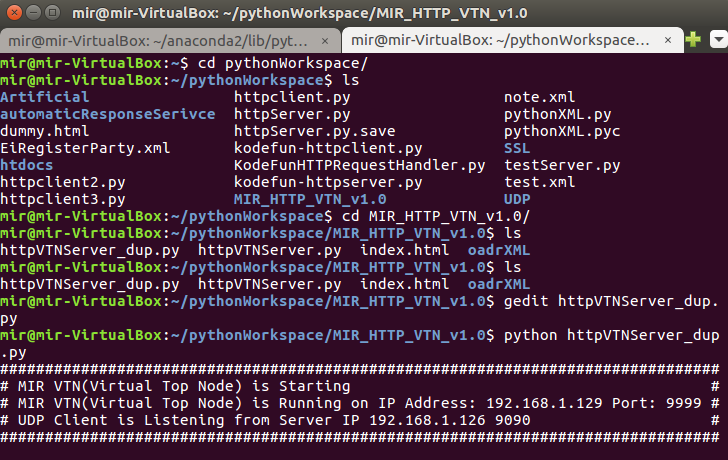 mir@mir-VirtualBox: ~/pythonWorkspace/MIR_HTTP_VTN_v1.0
mir@mir-VirtualBox: ~/anaconda2/lib/pyt... × mir@mir-VirtualBox: ~/pythonWorkspace... ×
mir@mir-VirtualBox:~$ cd pythonWorkspace/
mir@mir-VirtualBox:~/pythonWorkspace$ ls
Artificial httpclient.py note.xml
automaticResponseSerivce httpServer.py pythonXML.py
dummy.html httpServer.py.save pythonXML.pyc
EiRegisterParty.xml kodefun-httpclient.py SSL
htdocs KodeFunHTTPRequestHandler.py testServer.py
httpclient2.py kodefun-httpserver.py test.xml
httpclient3.py MIR_HTTP_VTN_v1.0 UDP
mir@mir-VirtualBox:~/pythonWorkspace$ cd MIR_HTTP_VTN_v1.0/
mir@mir-VirtualBox:~/pythonWorkspace/MIR_HTTP_VTN_v1.0$ ls
httpVTNServer_dup.py httpVTNServer.py index.html oadrXML
mir@mir-VirtualBox:~/pythonWorkspace/MIR_HTTP_VTN_v1.0$ ls
httpVTNServer_dup.py httpVTNServer.py index.html oadrXML
mir@mir-VirtualBox:~/pythonWorkspace/MIR_HTTP_VTN_v1.0$ gedit httpVTNServer_dup.
py
mir@mir-VirtualBox:~/pythonWorkspace/MIR_HTTP_VTN_v1.0$ python httpVTNServer_dup
.py
################################################################################
# MIR VTN(Virtual Top Node) is Starting #
# MIR VTN(Virtual Top Node) is Running on IP Address: 192.168.1.129 Port: 9999 #
# UDP Client is Listening from Server IP 192.168.1.126 9090 #
################################################################################